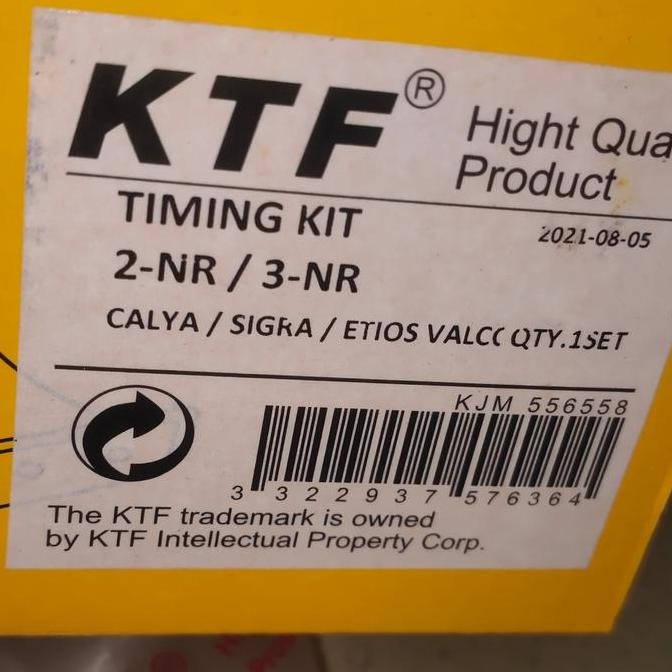 KTF®
Hight Qua
Product
TIMING KIT
2021-08-05
2-NR / 3-NR
CALYA / SIGRA / ETIOS VALCC QTY.1SET
KJM 556558
3 322937 576364
The KTF trademark is owned
by KTF Intellectual Property Corp.